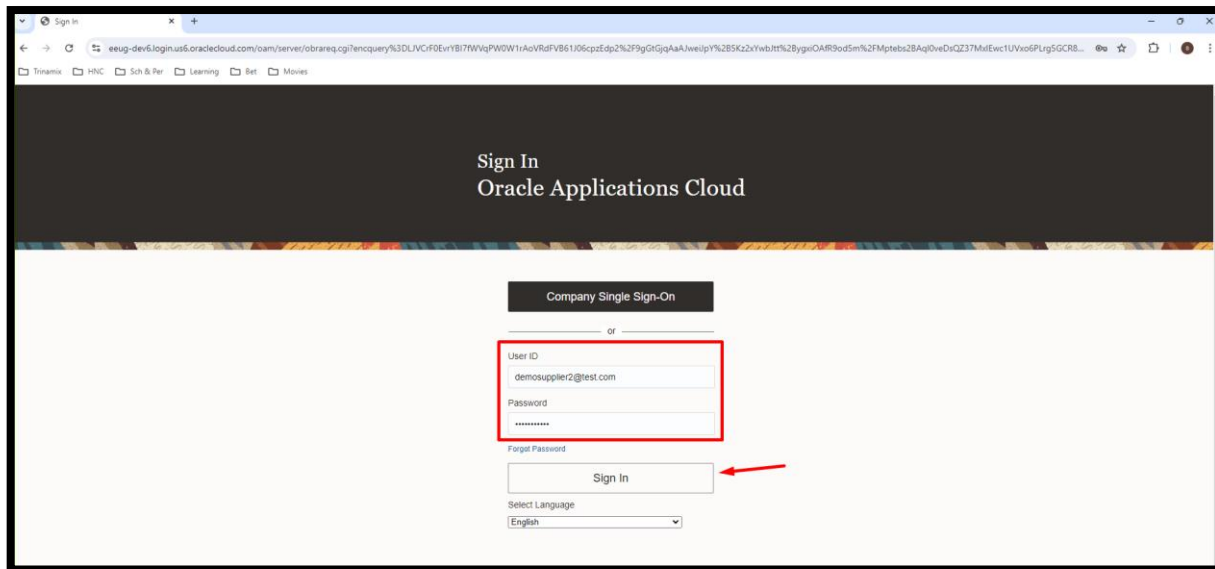 Sign In
Trinamix HNC Sch & Per Learning Bet Movies
Sign In
Oracle Applications Cloud
Company Single Sign-On
or
User ID
demosupplier2@test.com
Password
Forgot Password
Sign In
Select Language
English